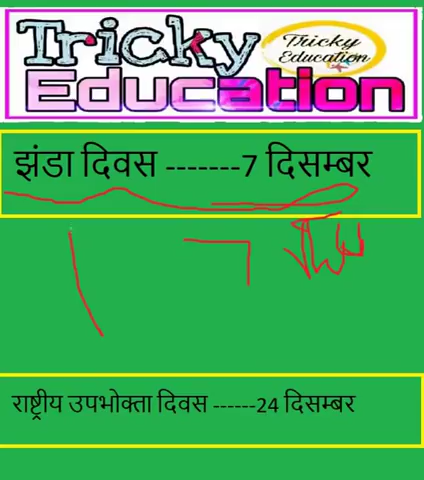 Tricky
Education
Tricky
Education
झंडा दिवस -------7 दिसम्बर
राष्ट्रीय उपभोक्ता दिवस ------24 दिसम्बर